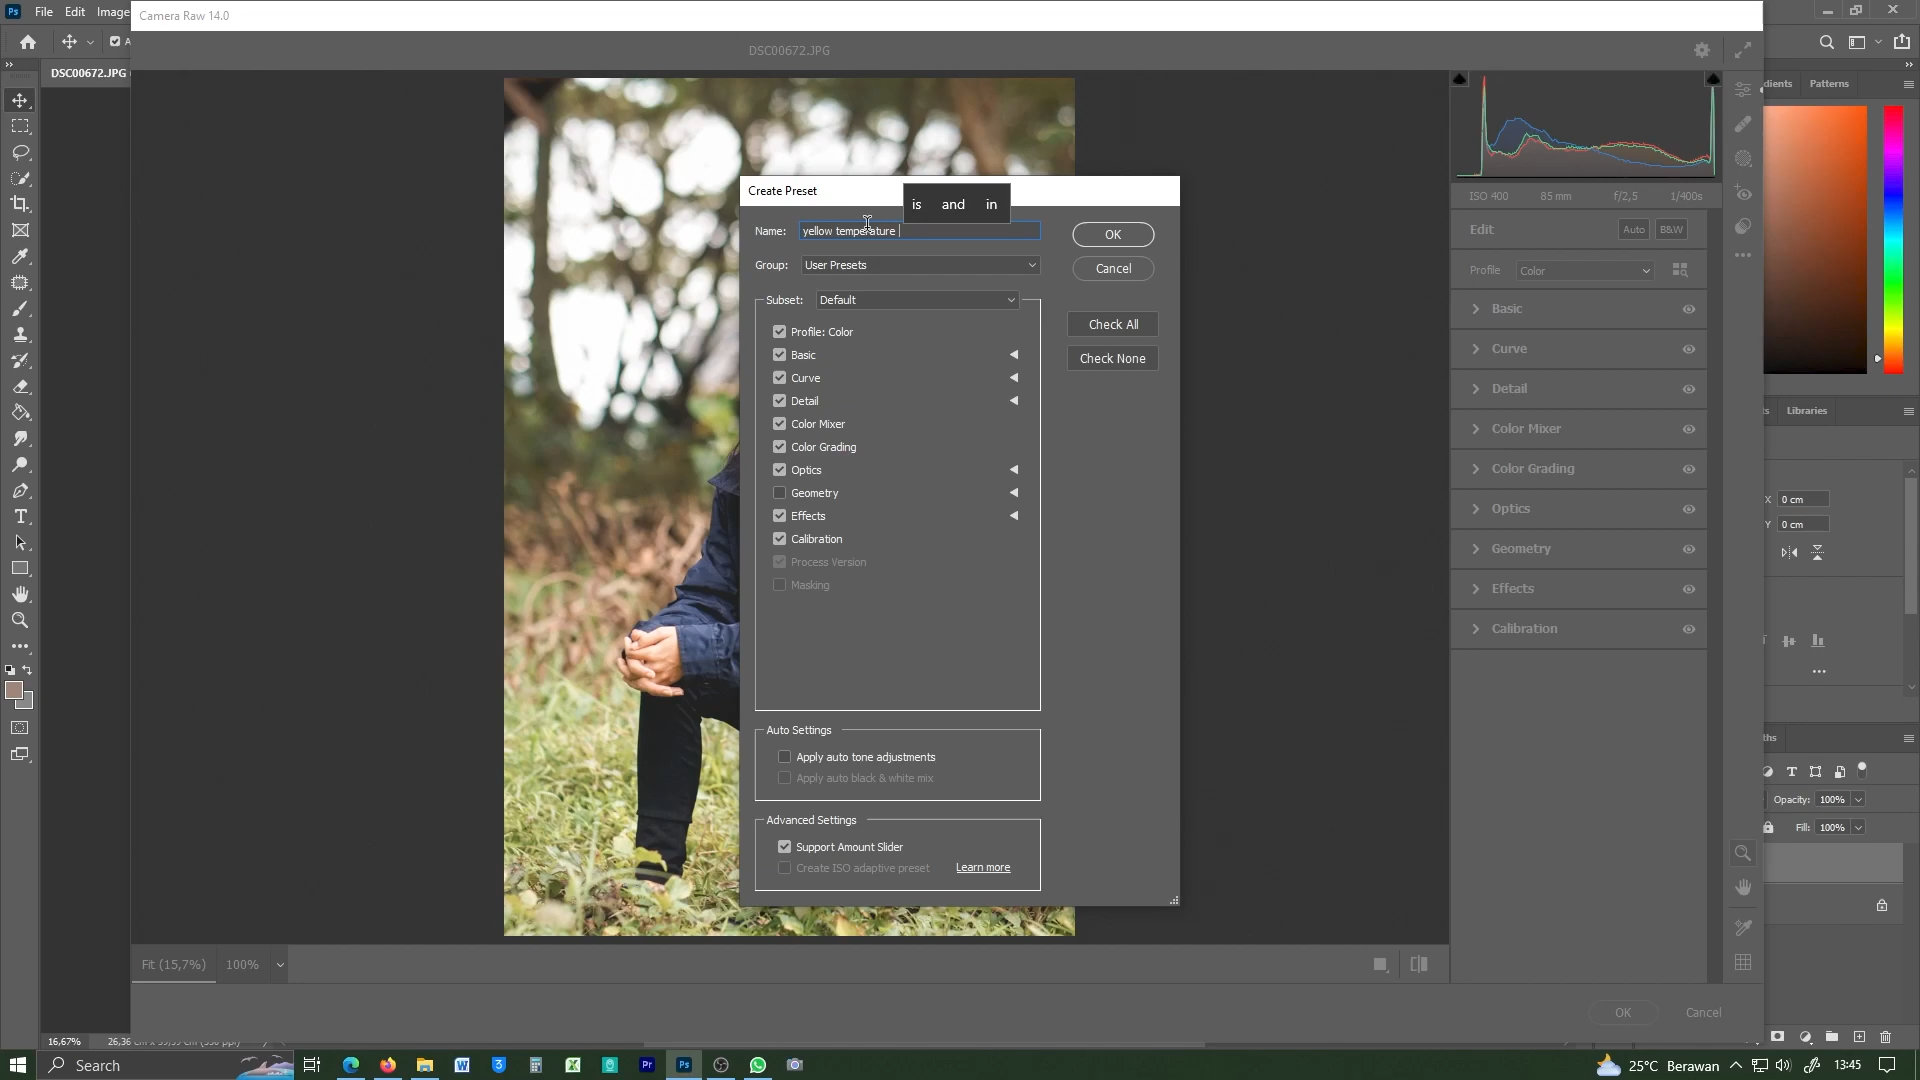 Camera Raw 14.0
File Edit Image
DSC00672.JPG
DSC00672.JPG
Create Preset
is and in
Name: yellow temperature
OK
Group: User Presets
Cancel
Subset: Default
Profile: Color
Basic
Curve
Detail
Color Mixer
Color Grading
Optics
Geometry
Effects
Calibration
Process Version
Masking
Check All
Check None
Auto Settings
Apply auto tone adjustments
Apply auto black & white mix
Advanced Settings
Support Amount Slider
Create ISO adaptive preset Learn more
ISO 400 85 mm f/2,5 1/400s
Edit Auto B&W
Profile Color
Basic
Curve
Detail
Color Mixer
Color Grading
Optics
Geometry
Effects
Calibration
dients Patterns
ts Libraries
X 0 cm
Y 0 cm
ths
Opacity: 100%
Fill: 100%
Fit (15,7%) 100%
OK Cancel
16,67%
Search
25°C Berawan 13:45